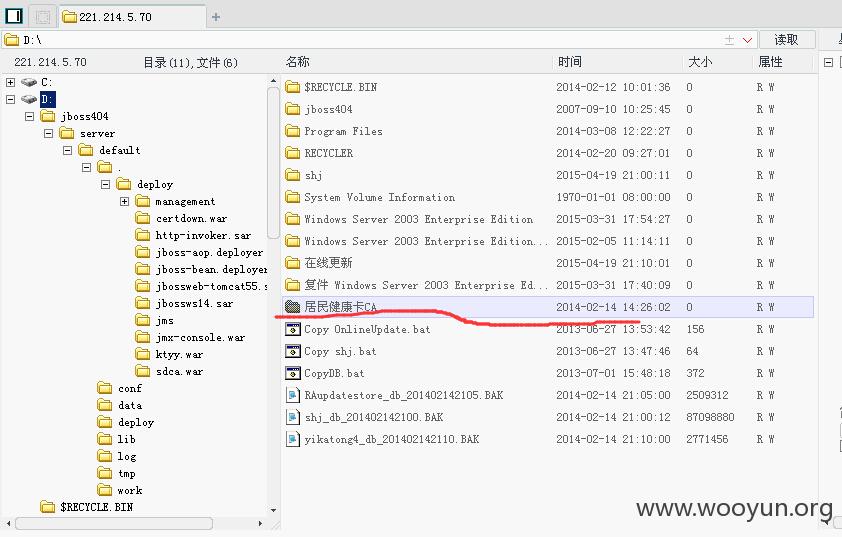 221.214.5.70
D:\ 读取
221.214.5.70 目录(11),文件(6) 名称 时间 大小 属性
C:
D:
jboss404
server
default
.
deploy
management
certdown.war
http-invoker.sar
jboss-aop.deployer
jboss-bean.deployer
jbossweb-tomcat55.s
jbossws14.sar
jms
jmx-console.war
ktyy.war
sdca.war
conf
data
deploy
lib
log
tmp
work
$RECYCLE.BIN
$RECYCLE.BIN 2014-02-12 10:01:36 0 R W
jboss404 2007-09-10 10:25:45 0 R W
Program Files 2014-03-08 12:22:27 0 R W
RECYCLER 2014-02-20 09:27:01 0 R W
shj 2015-04-19 21:00:11 0 R W
System Volume Information 1970-01-01 08:00:00 0 R W
Windows Server 2003 Enterprise Edition 2015-03-31 17:54:27 0 R W
Windows Server 2003 Enterprise Edition... 2015-02-05 11:14:11 0 R W
在线更新 2015-04-19 21:10:01 0 R W
复件 Windows Server 2003 Enterprise Ed... 2015-03-31 17:40:09 0 R W
居民健康卡CA 2014-02-14 14:26:02 0 R W
Copy OnlineUpdate.bat 2013-06-27 13:53:42 156 R W
Copy shj.bat 2013-06-27 13:47:46 64 R W
CopyDB.bat 2013-07-01 15:48:18 372 R W
RAupdatestore_db_201402142105.BAK 2014-02-14 21:05:00 2509312 R W
shj_db_201402142100.BAK 2014-02-14 21:00:12 87098880 R W
yikatong4_db_201402142110.BAK 2014-02-14 21:10:00 2771456 R W
www.wooyun.org